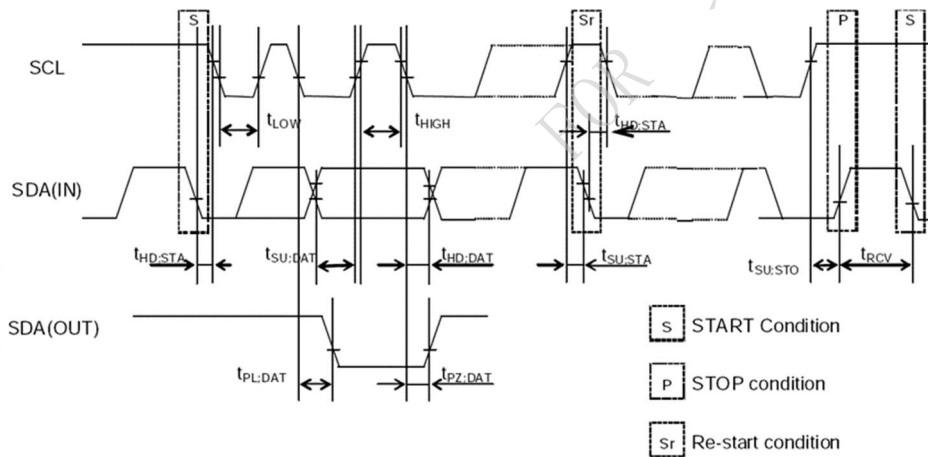 S Sr P S
SCL
tLOW tHIGH tHD;STA
SDA(IN)
tHD;STA tSU;DAT tHD;DAT tSU;STA tSU;STO tRCV
SDA(OUT)
tPL;DAT tPZ;DAT
S START Condition
P STOP condition
Sr Re-start condition
FOR